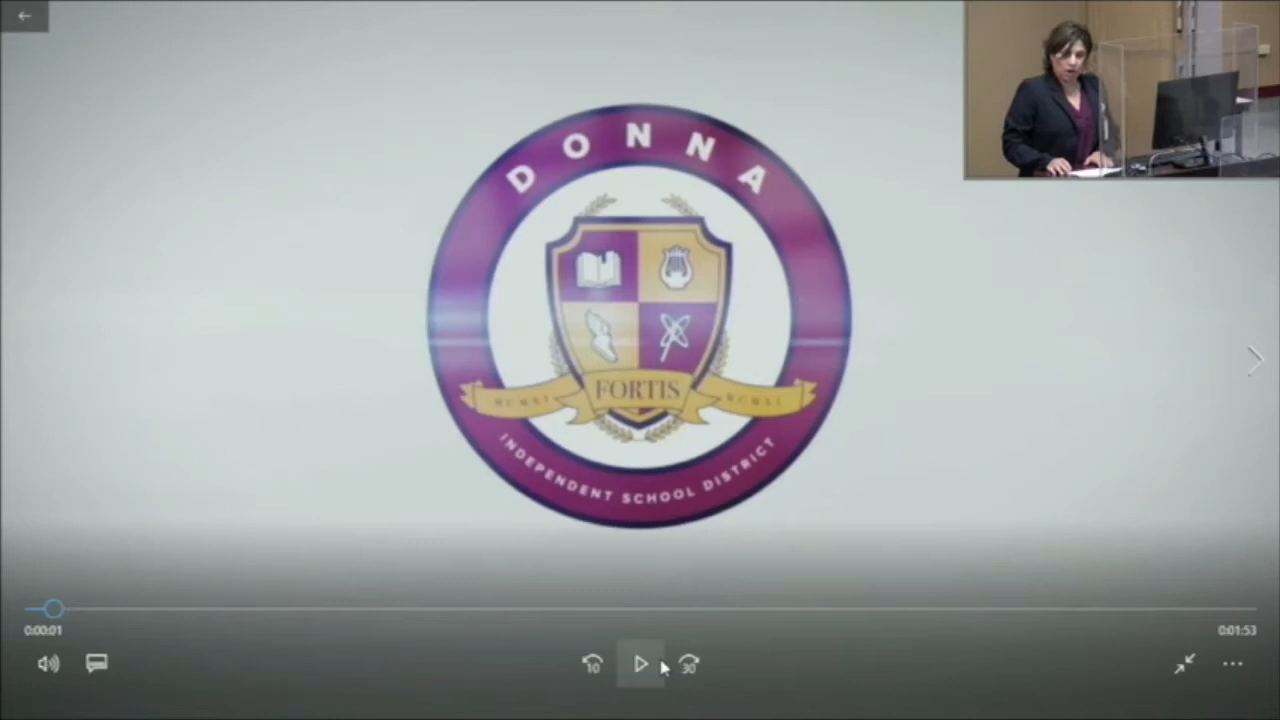 DONNA
FORTIS
INDEPENDENT SCHOOL DISTRICT
0:00:01
0:01:53
10
30